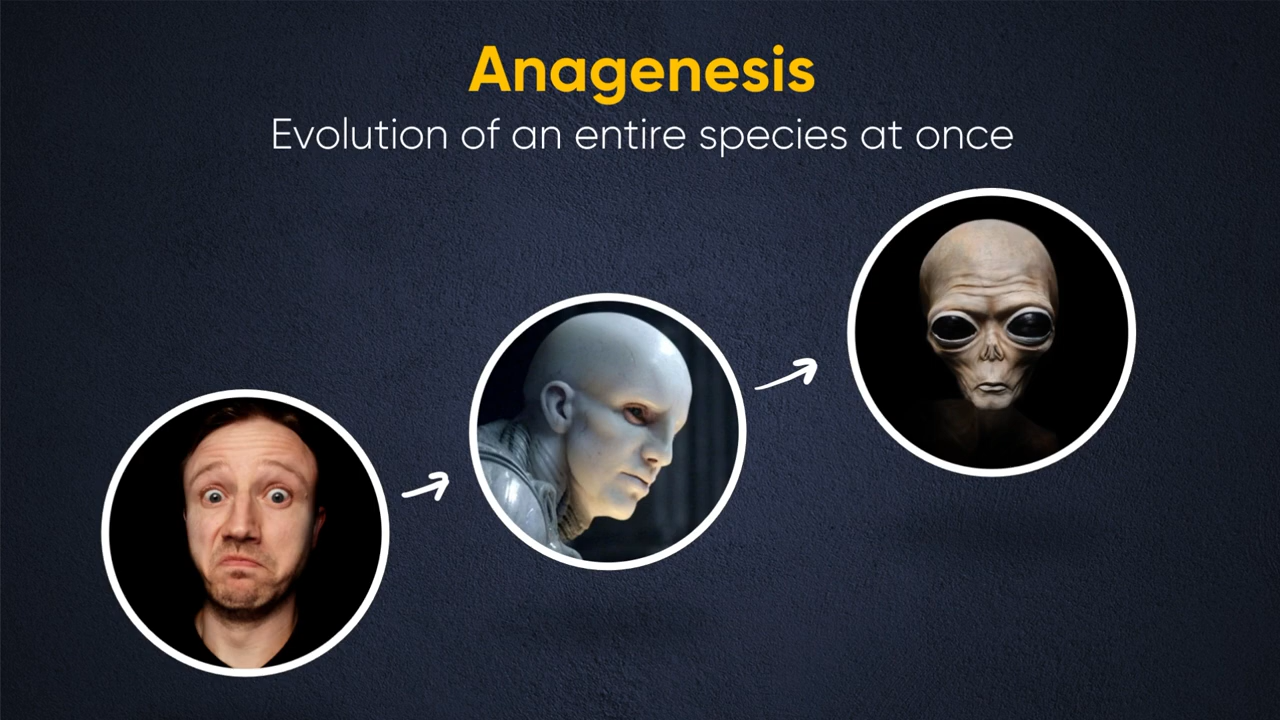 Anagenesis
Evolution of an entire species at once